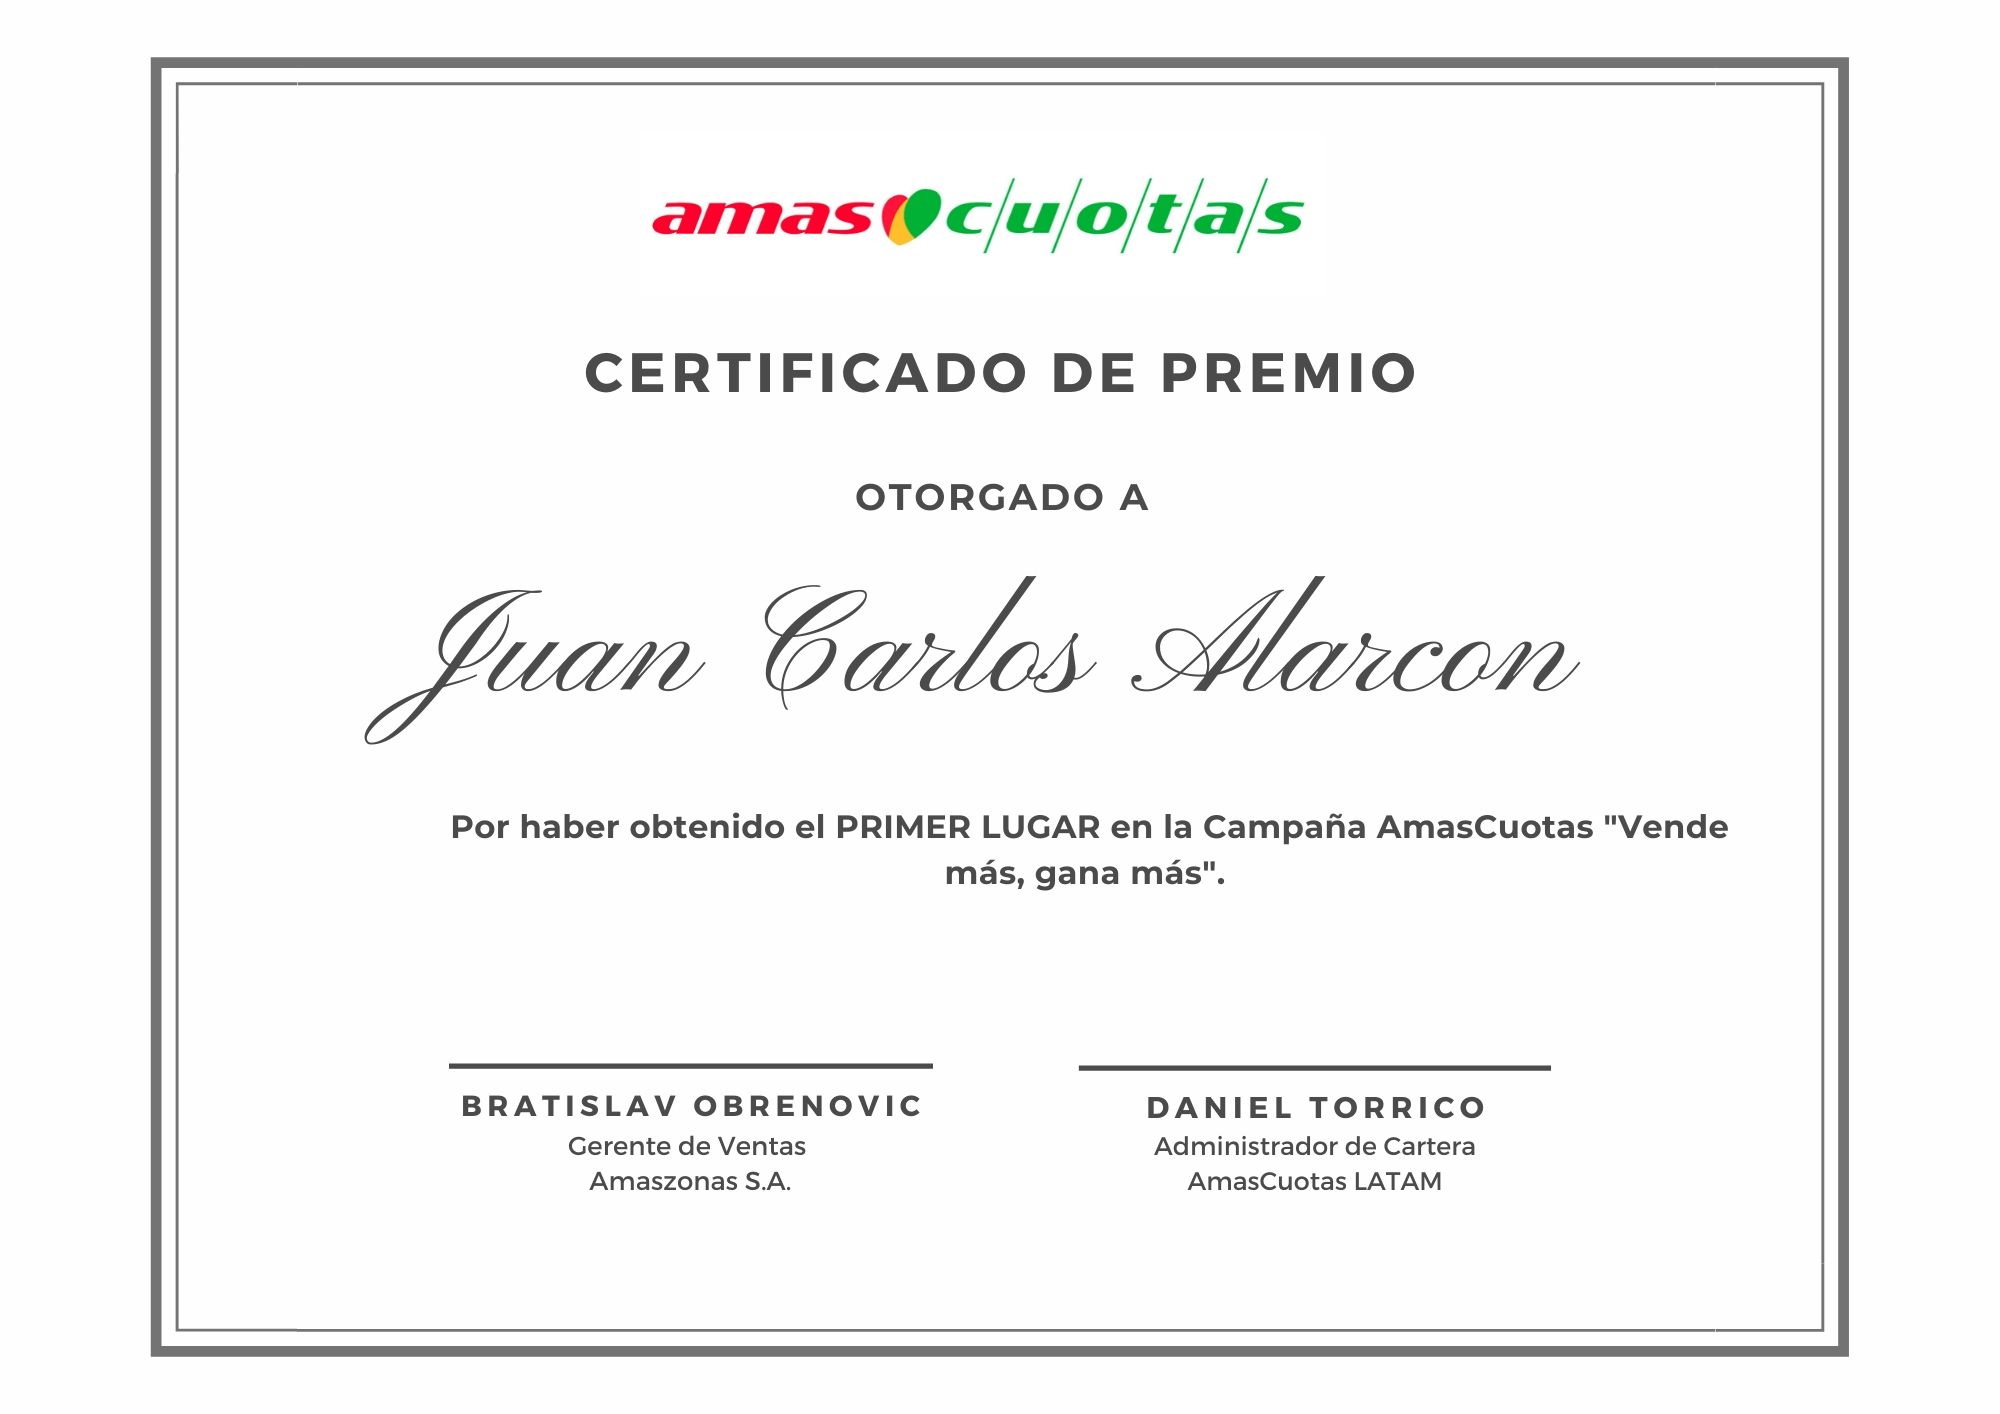 amas c/u/o/t/a/s
CERTIFICADO DE PREMIO
OTORGADO A
Juan Carlos Alarcon
Por haber obtenido el PRIMER LUGAR en la Campaña AmasCuotas "Vende
más, gana más".
BRATISLAV OBRENOVIC
Gerente de Ventas
Amaszonas S.A.
DANIEL TORRICO
Administrador de Cartera
AmasCuotas LATAM